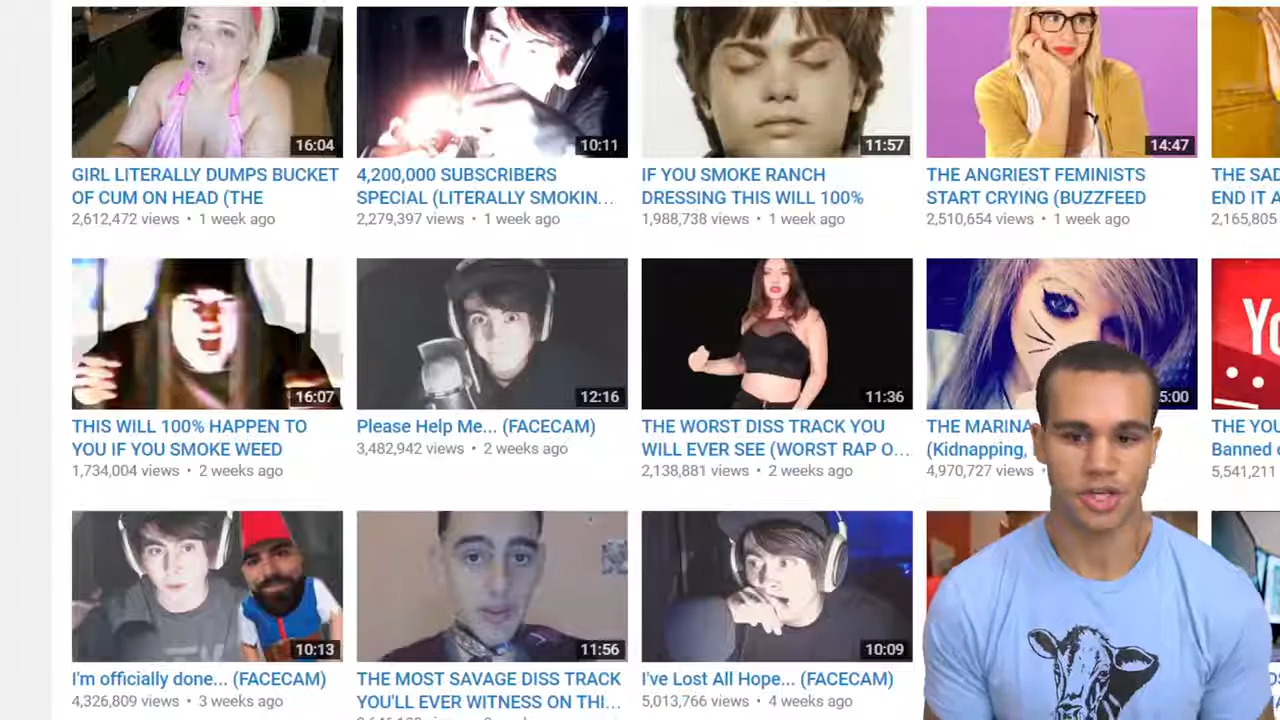 16:04
10:11
11:57
14:47
GIRL LITERALLY DUMPS BUCKET
OF CUM ON HEAD (THE
2,612,472 views • 1 week ago
4,200,000 SUBSCRIBERS
SPECIAL (LITERALLY SMOKIN...
2,279,397 views • 1 week ago
IF YOU SMOKE RANCH
DRESSING THIS WILL 100%
1,988,738 views • 1 week ago
THE ANGRIEST FEMINISTS
START CRYING (BUZZFEED
2,510,654 views • 1 week ago
THE SAD
END IT A
2,165,805
16:07
12:16
11:36
5:00
Yo
THIS WILL 100% HAPPEN TO
YOU IF YOU SMOKE WEED
1,734,004 views • 2 weeks ago
Please Help Me... (FACECAM)
3,482,942 views • 2 weeks ago
THE WORST DISS TRACK YOU
WILL EVER SEE (WORST RAP O...
2,138,881 views • 2 weeks ago
THE MARINA
(Kidnapping,
4,970,727 views
THE YOU
Banned o
5,541,211
10:13
11:56
10:09
I'm officially done... (FACECAM)
4,326,809 views • 3 weeks ago
THE MOST SAVAGE DISS TRACK
YOU'LL EVER WITNESS ON THI...
I've Lost All Hope... (FACECAM)
5,013,766 views • 4 weeks ago